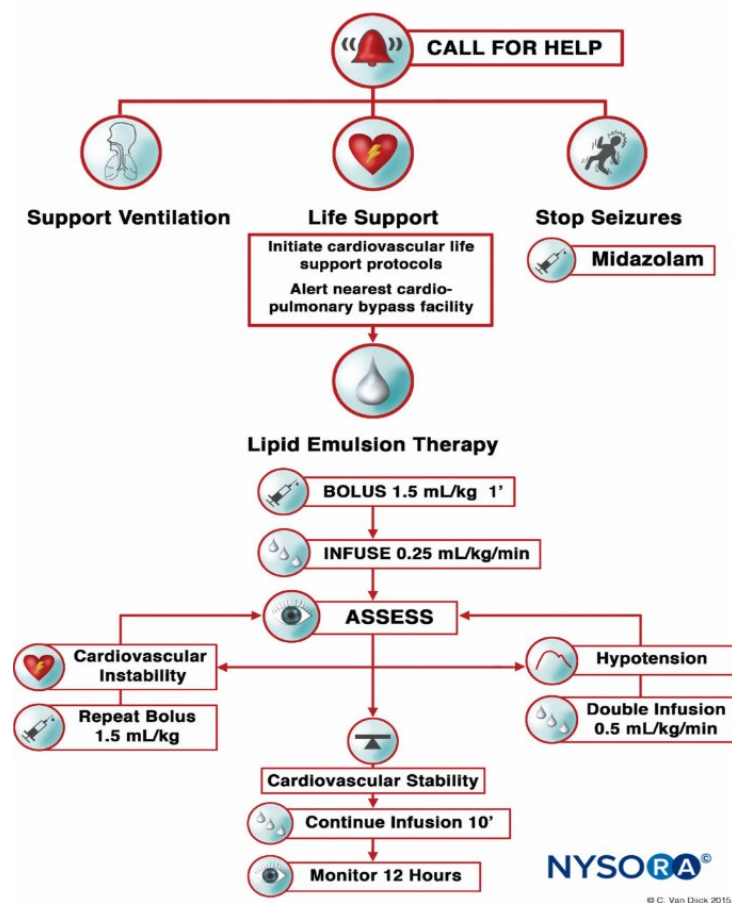 CALL FOR HELP
Support Ventilation
Life Support
Stop Seizures
Initiate cardiovascular life
support protocols
Alert nearest cardio-
pulmonary bypass facility
Midazolam
Lipid Emulsion Therapy
BOLUS 1.5 mL/kg 1’
INFUSE 0.25 mL/kg/min
ASSESS
Cardiovascular
Instability
Repeat Bolus
1.5 mL/kg
Hypotension
Double Infusion
0.5 mL/kg/min
Cardiovascular Stability
Continue Infusion 10’
Monitor 12 Hours
NYSORA©
© C. Van Dijck 2015